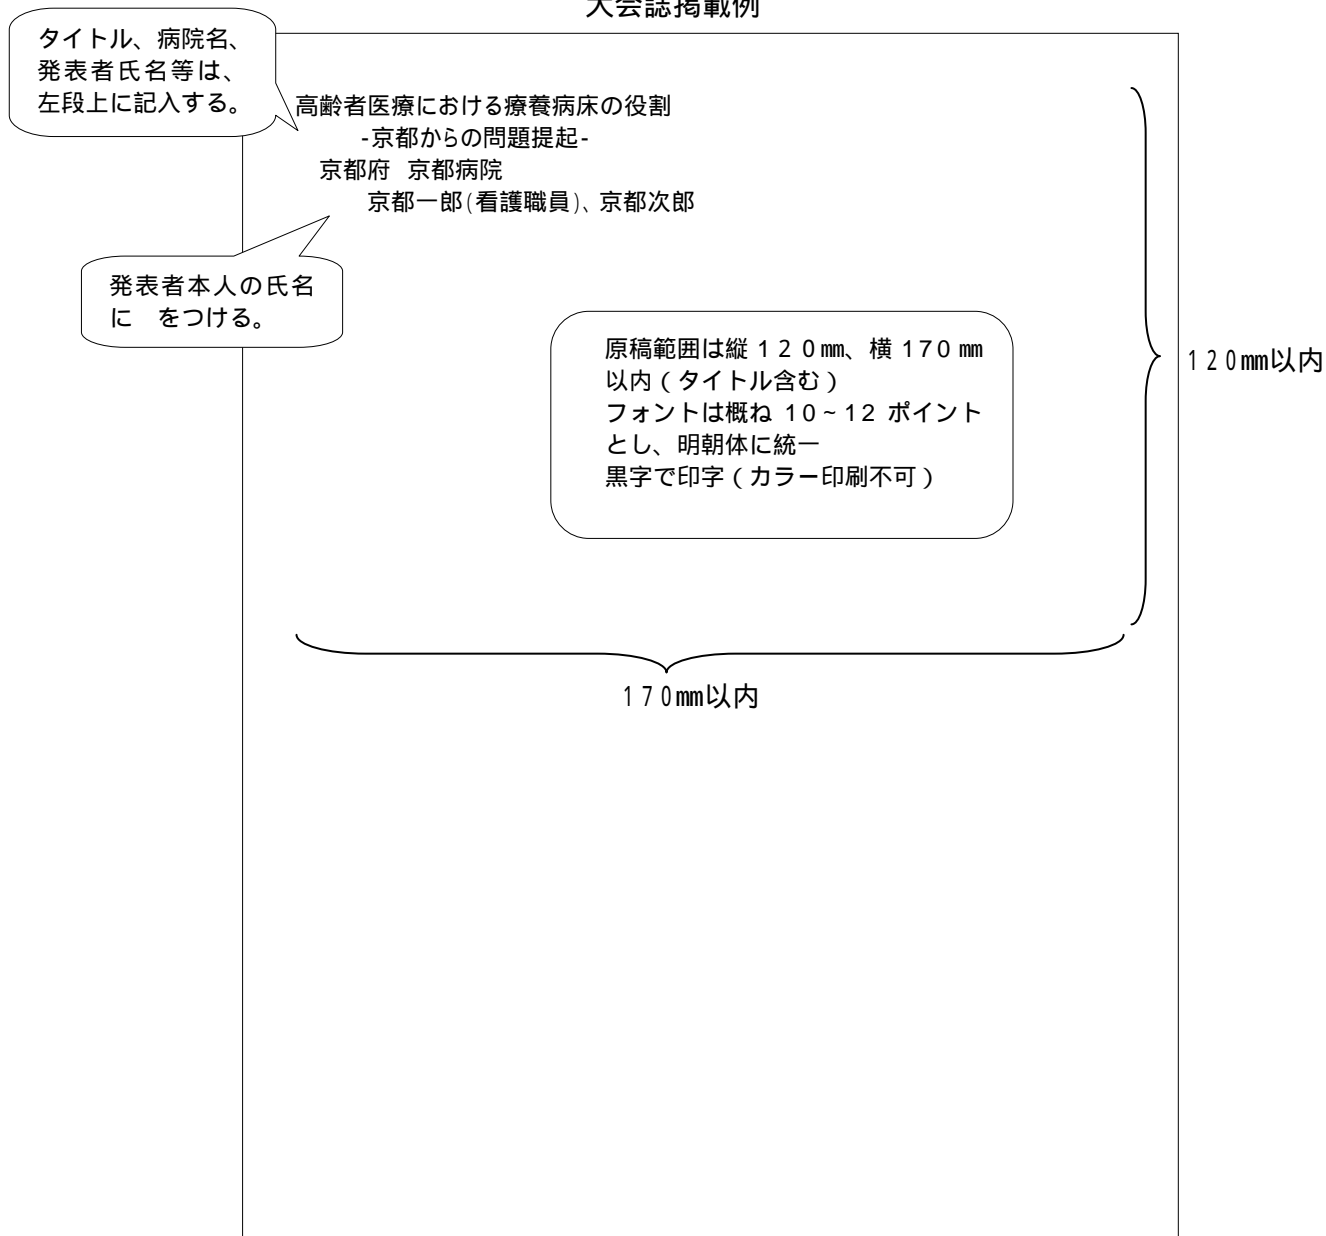 大会誌掲載例
タイトル、病院名、
発表者氏名等は、
左段上に記入する。
高齢者医療における療養病床の役割
-京都からの問題提起-
京都府 京都病院
京都一郎(看護職員)、京都次郎
発表者本人の氏名
に　をつける。
原稿範囲は縦120㎜、横170㎜
以内(タイトル含む)
フォントは概ね 10~12 ポイント
とし、明朝体に統一
黒字で印字(カラー印刷不可)
120㎜以内
170㎜以内